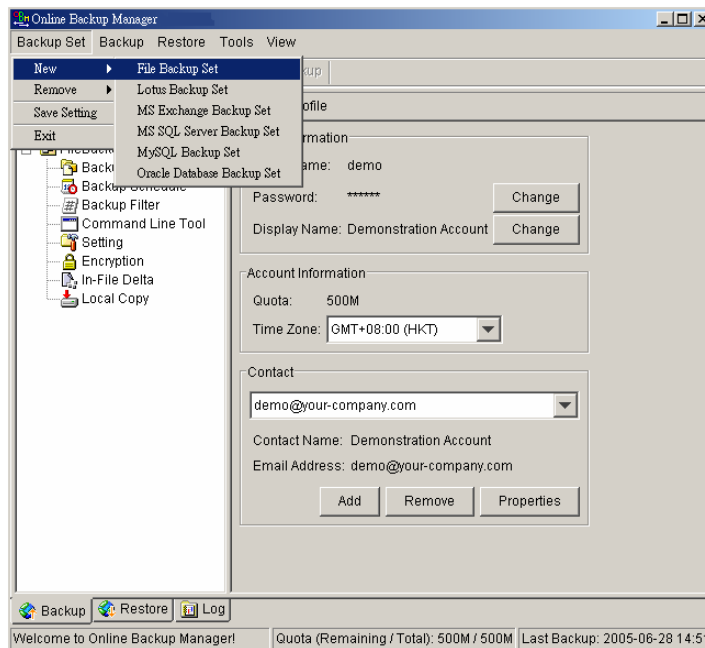 Online Backup Manager
Backup Set Backup Restore Tools View
New File Backup Set
Remove Lotus Backup Set
Save Setting MS Exchange Backup Set
Exit MS SQL Server Backup Set
MySQL Backup Set
Oracle Database Backup Set
demo
Password: ******
Change
Display Name: Demonstration Account
Change
Backup Filter
Command Line Tool
Setting
Encryption
In-File Delta
Local Copy
Account Information
Quota: 500M
Time Zone: GMT+08:00 (HKT)
Contact
demo@your-company.com
Contact Name: Demonstration Account
Email Address: demo@your-company.com
Add Remove Properties
Backup Restore Log
Welcome to Online Backup Manager! Quota (Remaining / Total): 500M / 500M Last Backup: 2005-06-28 14:5